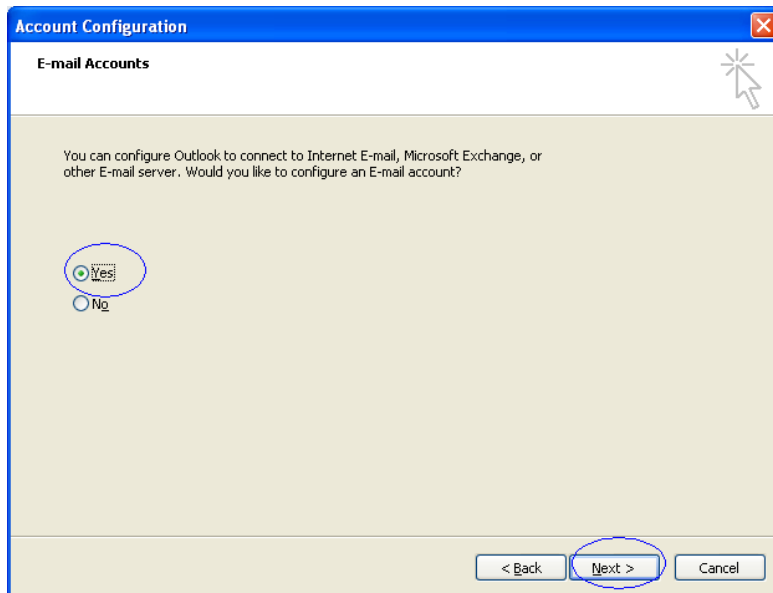 Account Configuration
E-mail Accounts
You can configure Outlook to connect to Internet E-mail, Microsoft Exchange, or
other E-mail server. Would you like to configure an E-mail account?
Yes
No
< Back Next > Cancel